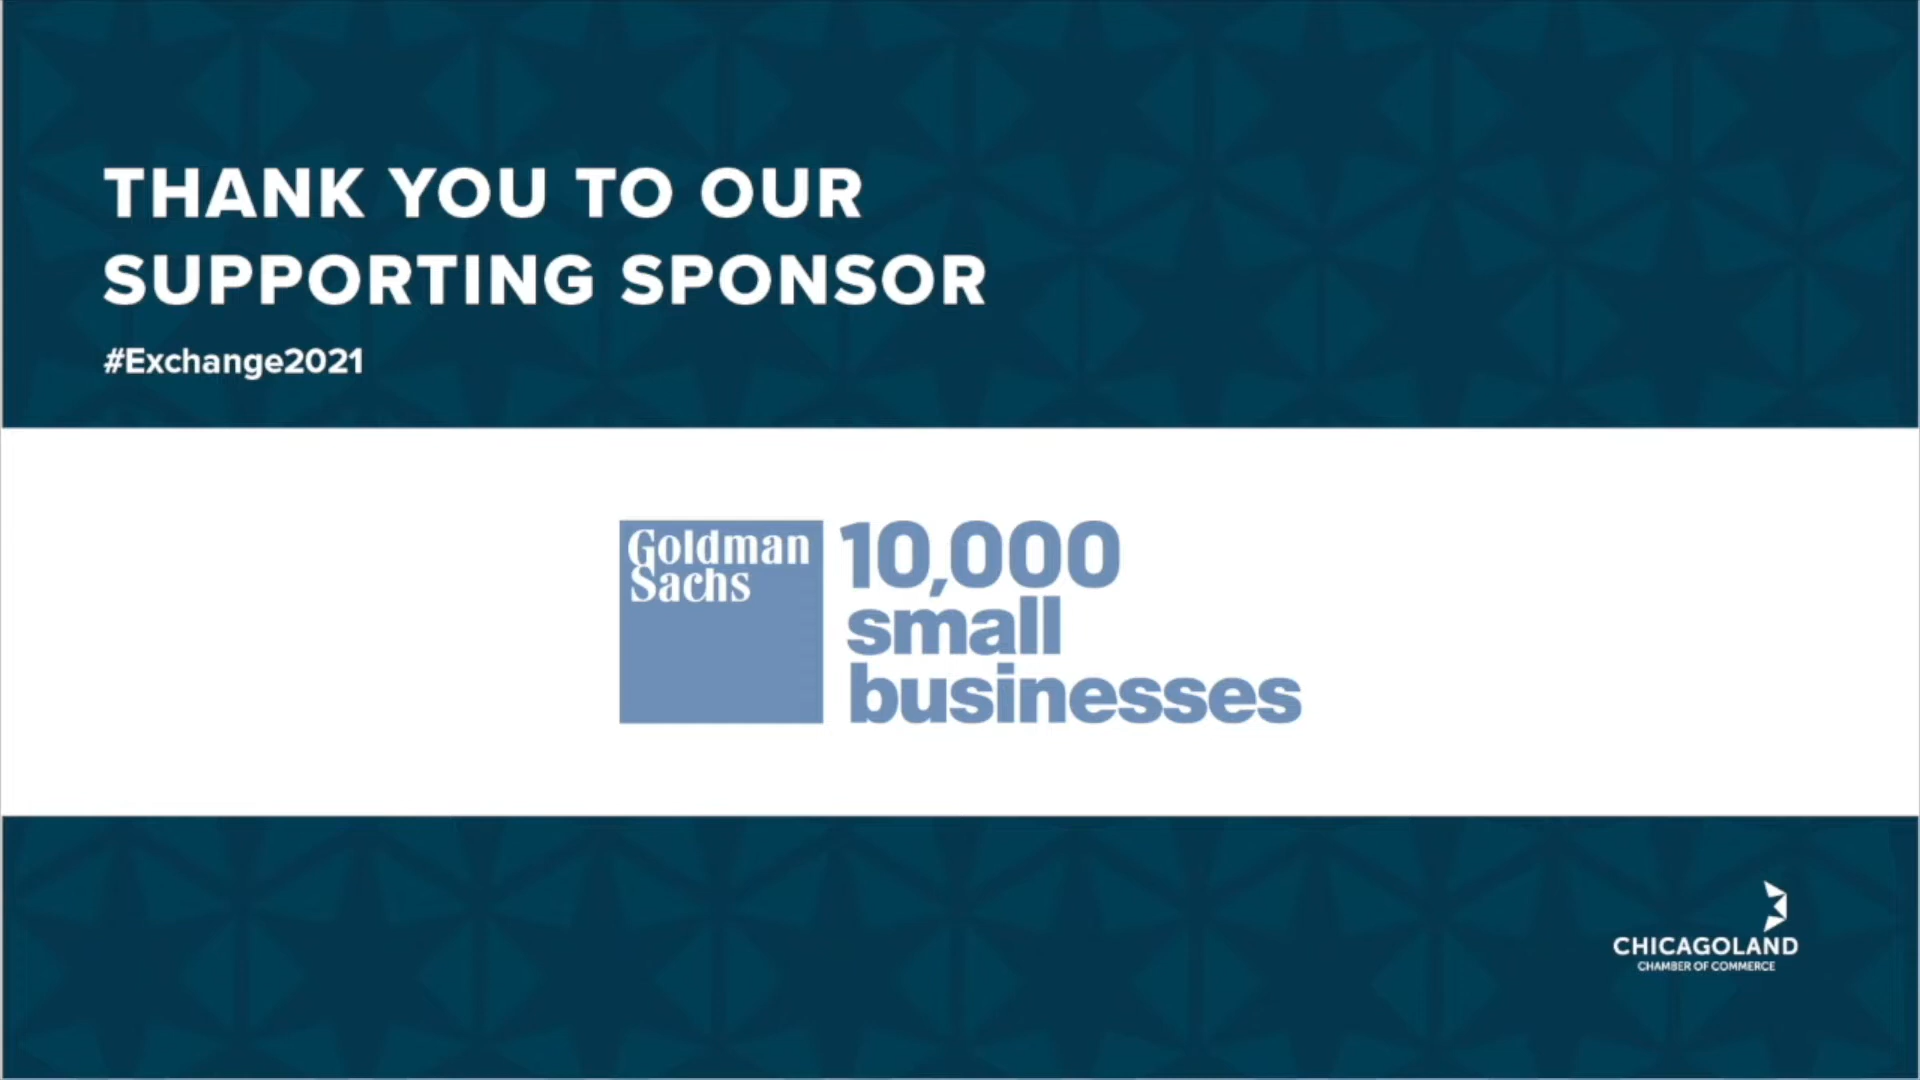 THANK YOU TO OUR
SUPPORTING SPONSOR
#Exchange2021
Goldman
Sachs
10,000
small
businesses
CHICAGOLAND
CHAMBER OF COMMERCE